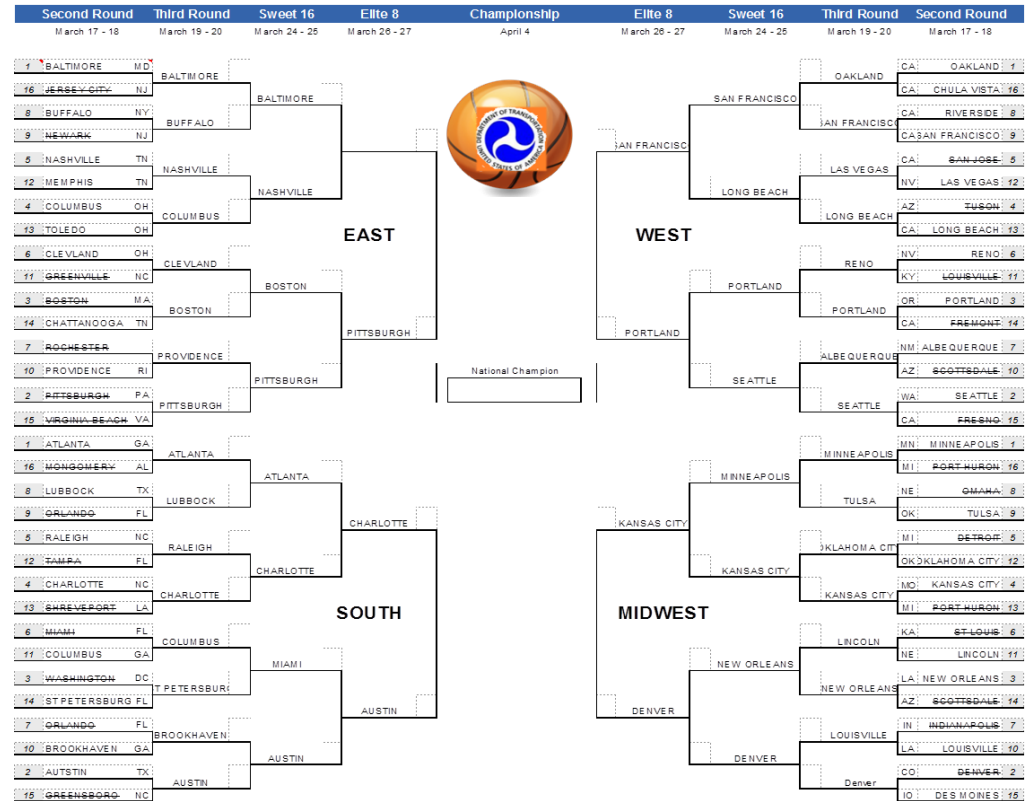 Second Round Third Round Sweet 16 Elite 8 Championship Elite 8 Sweet 16 Third Round Second Round
March 17 - 18 March 19 - 20 March 24 - 25 March 26 - 27 April 4 March 26 - 27 March 24 - 25 March 19 - 20 March 17 - 18
1 BALTIMORE MD CA OAKLAND 1
BALTIMORE OAKLAND
16 JERSEY CITY NJ CA CHULA VISTA 16
BALTIMORE SAN FRANCISCO
8 BUFFALO NY CA RIVERSIDE 8
BUFFALO SAN FRANCISCO
9 NEWARK NJ CA SAN FRANCISCO 9
DEPARTMENT OF TRANSPORTATION
UNITED STATES OF AMERICA
SAN FRANCISC
5 NASHVILLE TN CA SAN JOSE 5
NASHVILLE LAS VEGAS
12 MEMPHIS TN NV LAS VEGAS 12
NASHVILLE LONG BEACH
4 COLUMBUS OH AZ TUSON 4
COLUMBUS LONG BEACH
13 TOLEDO OH CA LONG BEACH 13
EAST WEST
6 CLEVLAND OH NV RENO 6
CLEVLAND RENO
11 GREENVILLE NC KY LOUISVILLE 11
BOSTON PORTLAND
3 BOSTON MA OR PORTLAND 3
BOSTON PORTLAND
14 CHATTANOOGA TN CA FREMONT 14
PITTSBURGH PORTLAND
7 ROCHESTER NM ALBEQUERQUE 7
PROVIDENCE ALBEQUERQUE
10 PROVIDENCE RI AZ SCOTTSDALE 10
National Champion
PITTSBURGH SEATTLE
2 PITTSBURGH PA WA SEATTLE 2
PITTSBURGH SEATTLE
15 VIRGINIA BEACH VA CA FRESNO 15
1 ATLANTA GA MN MINNEAPOLIS 1
ATLANTA MINNEAPOLIS
16 MONGOMERY AL MI PORT HURON 16
ATLANTA MINNEAPOLIS
8 LUBBOCK TX NE OMAHA 8
LUBBOCK TULSA
9 ORLANDO FL OK TULSA 9
CHARLOTTE KANSAS CITY
5 RALEIGH NC MI DETROIT 5
RALEIGH OKLAHOMA CIT
12 TAMPA FL OK OKLAHOMA CITY 12
CHARLOTTE KANSAS CITY
4 CHARLOTTE NC MO KANSAS CITY 4
CHARLOTTE KANSAS CITY
13 SHREVEPORT LA MI PORT HURON 13
SOUTH MIDWEST
6 MIAMI FL KA ST LOUIS 6
COLUMBUS LINCOLN
11 COLUMBUS GA NE LINCOLN 11
MIAMI NEW ORLEANS
3 WASHINGTON DC LA NEW ORLEANS 3
T PETERSBUR NEW ORLEANS
14 ST PETERSBURG FL AZ SCOTTSDALE 14
AUSTIN DENVER
7 ORLANDO FL IN INDIANAPOLIS 7
BROOKHAVEN LOUISVILLE
10 BROOKHAVEN GA LA LOUISVILLE 10
AUSTIN DENVER
2 AUTSTIN TX CO DENVER 2
AUSTIN Denver
15 GREENSBORO NC IO DES MOINES 15